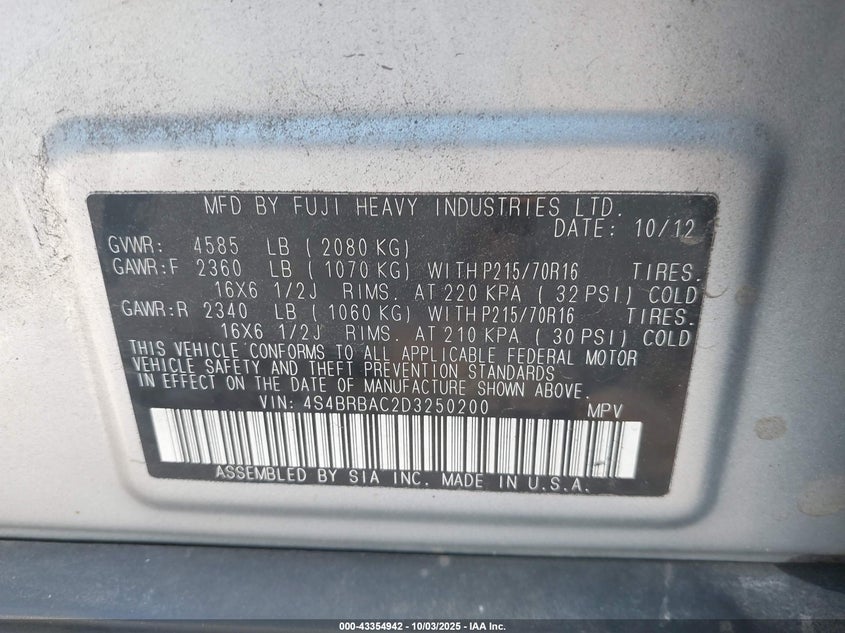 MFD BY FUJI HEAVY INDUSTRIES LTD.
DATE: 10/12
GVWR: 4585 LB ( 2080 KG)
GAWR:F 2360 LB ( 1070 KG) WITH P215/70R16 TIRES.
16X6 1/2J RIMS. AT 220 KPA ( 32 PSI) COLD
GAWR:R 2340 LB ( 1060 KG) WITH P215/70R16 TIRES.
16X6 1/2J RIMS. AT 210 KPA ( 30 PSI) COLD
THIS VEHICLE CONFORMS TO ALL APPLICABLE FEDERAL MOTOR
VEHICLE SAFETY AND THEFT PREVENTION STANDARDS
IN EFFECT ON THE DATE OF MANUFACTURE SHOWN ABOVE.
VIN: 4S4BRBAC2D3250200 MPV
ASSEMBLED BY SIA INC. MADE IN U.S.A.
000-43354942 - 10/03/2025 - IAA Inc.